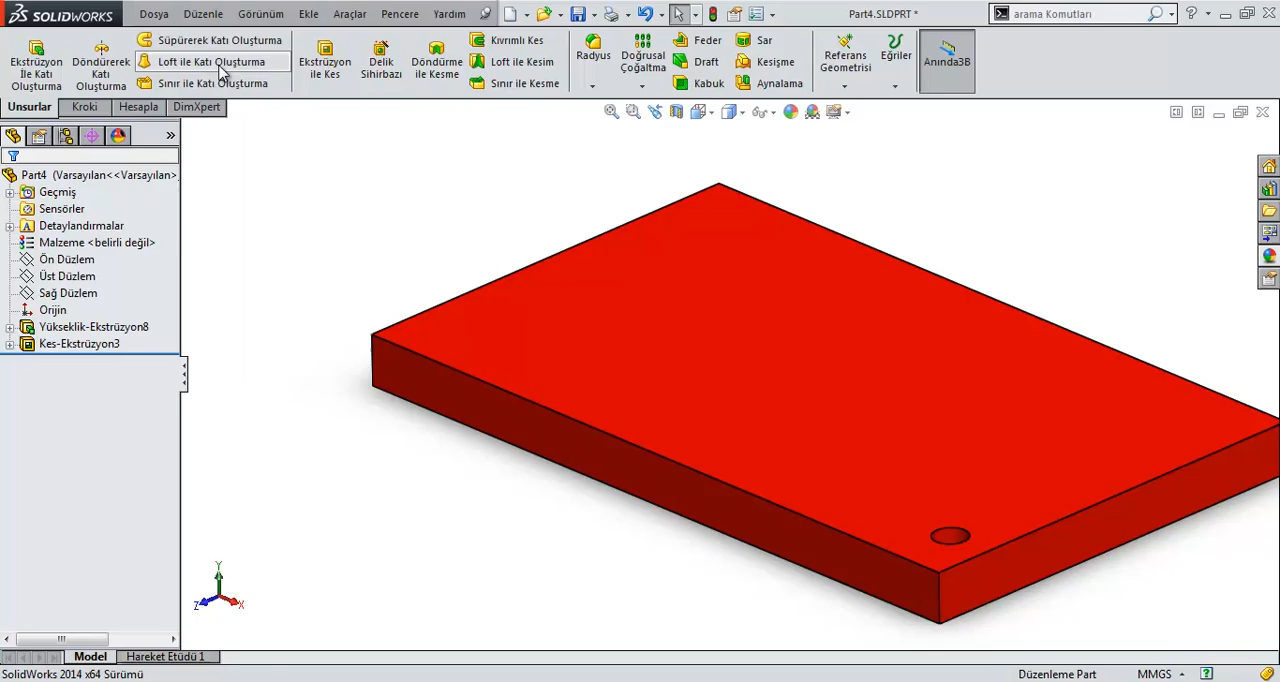 SOLIDWORKS
Dosya Düzenle Görünüm Ekle Araçlar Pencere Yardım
Part4.SLDPRT *
arama Komutları
Ekstrüzyon İle Katı Oluşturma
Döndürerek Katı Oluşturma
Süpürerek Katı Oluşturma
Loft ile Katı Oluşturma
Sınır ile Katı Oluşturma
Ekstrüzyon ile Kes
Delik Sihirbazı
Döndürme ile Kesme
Kıvrımlı Kes
Loft ile Kesim
Sınır ile Kesme
Radyus
Doğrusal Çoğaltma
Feder
Draft
Kabuk
Sar
Kesişme
Aynalama
Referans Geometrisi
Eğriler
Anında3B
Unsurlar Kroki Hesapla DimXpert
Part4 (Varsayılan<<Varsayılan>
Geçmiş
Sensörler
Detaylandırmalar
Malzeme <belirli değil>
Ön Düzlem
Üst Düzlem
Sağ Düzlem
Orijin
Yükseklik-Ekstrüzyon8
Kes-Ekstrüzyon3
Y
Z
X
Model Hareket Etüdü 1
SolidWorks 2014 x64 Sürümü
Düzenleme Part
MMGS